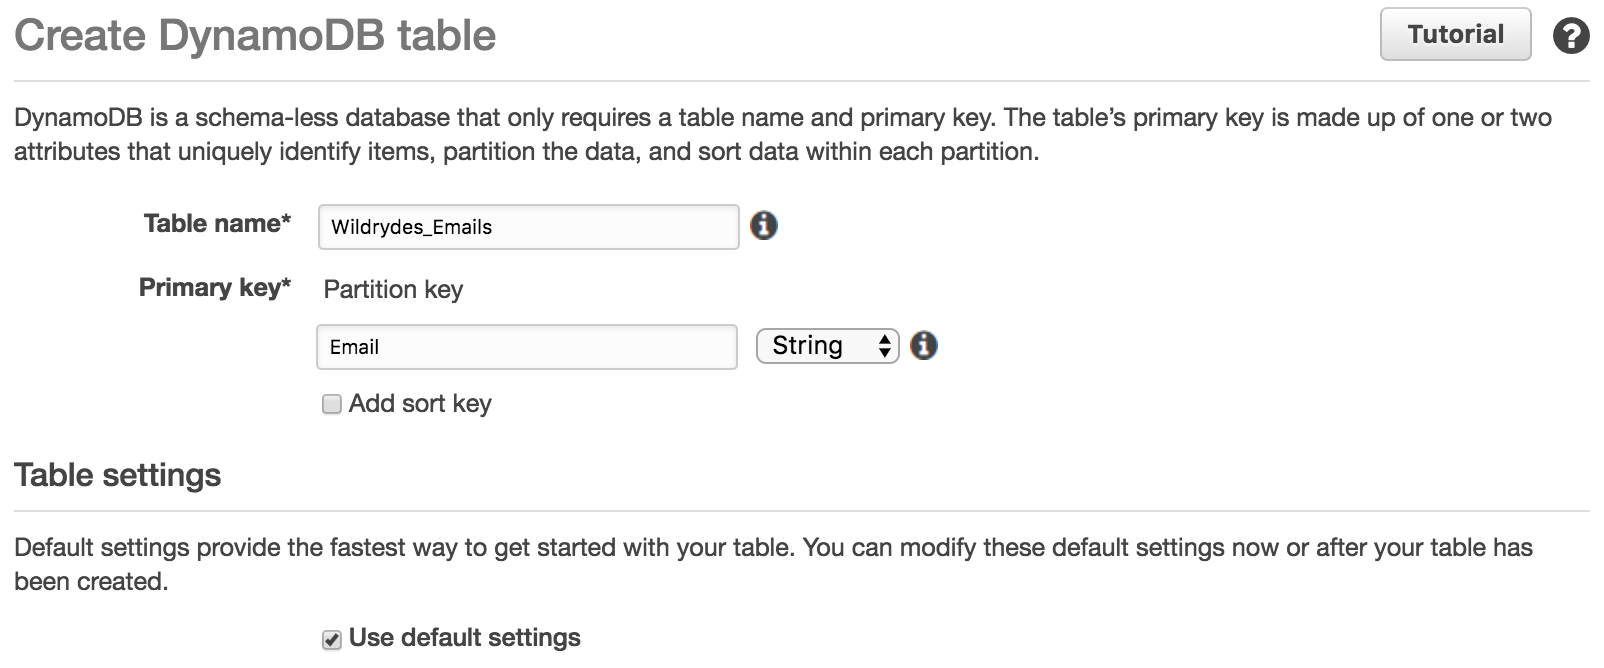 Create DynamoDB table
Tutorial
DynamoDB is a schema-less database that only requires a table name and primary key. The table's primary key is made up of one or two
attributes that uniquely identify items, partition the data, and sort data within each partition.
Table name*
Wildrydes_Emails
Primary key*
Partition key
Email
String
Add sort key
Table settings
Default settings provide the fastest way to get started with your table. You can modify these default settings now or after your table has
been created.
Use default settings